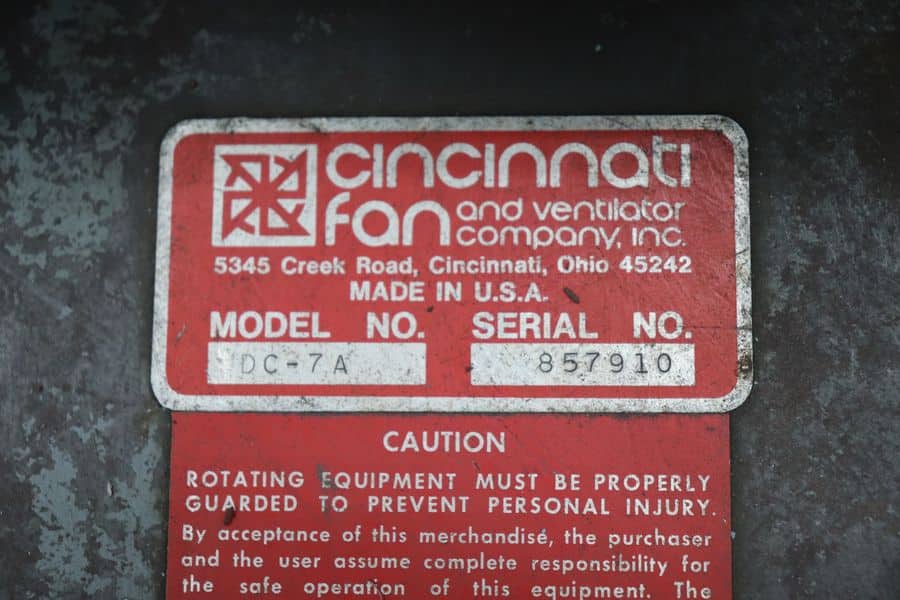 cincinnati
fan and ventilator
company, inc.
5345 Creek Road, Cincinnati, Ohio 45242
MADE IN U.S.A.
MODEL NO. SERIAL NO.
DC-7A 857910
CAUTION
ROTATING EQUIPMENT MUST BE PROPERLY
GUARDED TO PREVENT PERSONAL INJURY.
By acceptance of this merchandise, the purchaser
and the user assume complete responsibility for
the safe operation of this equipment. The